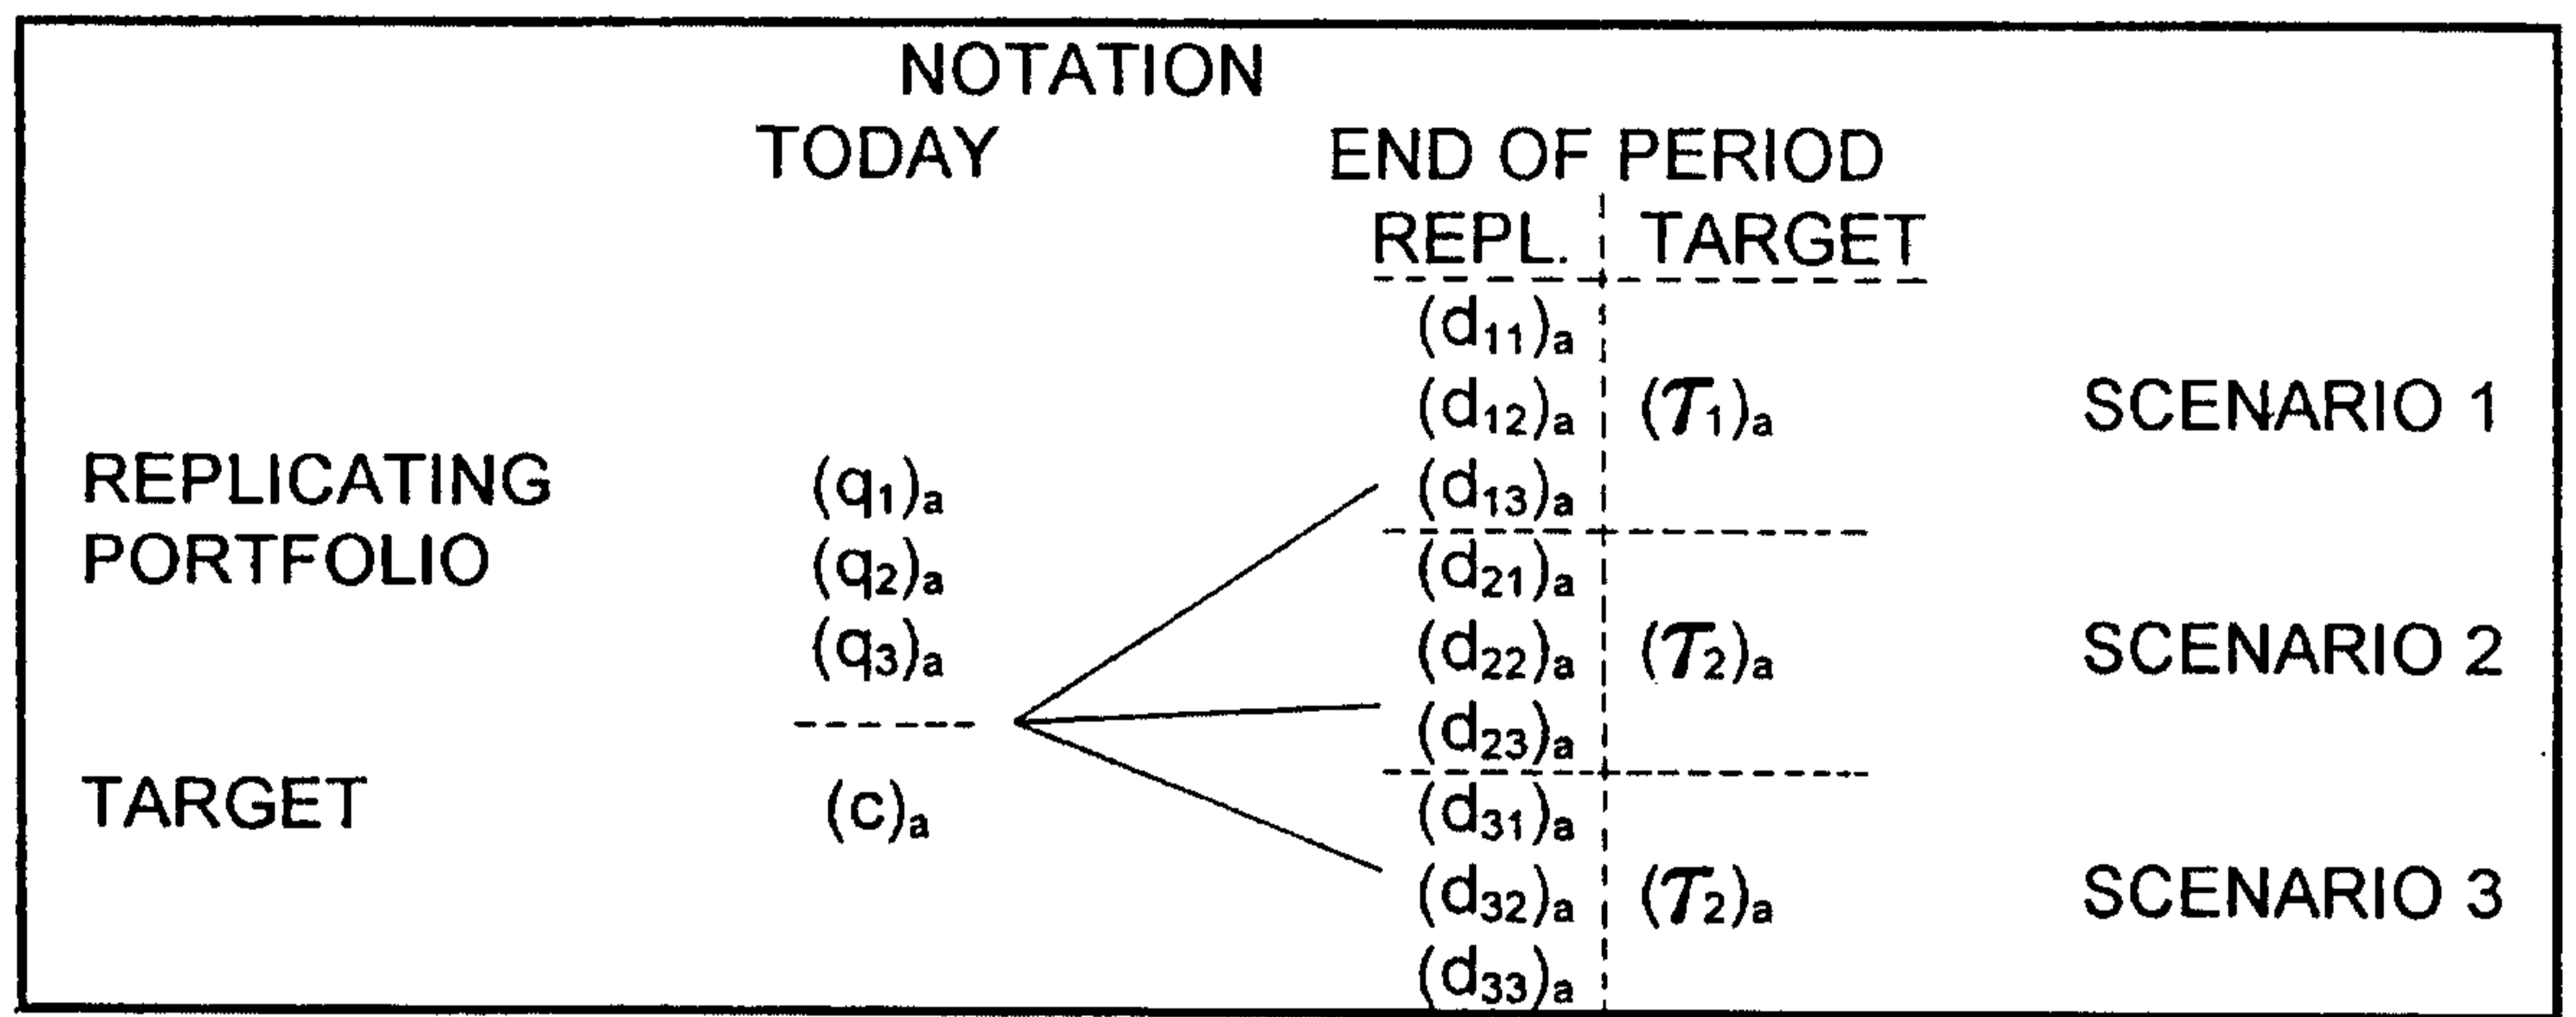 NOTATION
TODAY END OF PERIOD
REPL. TARGET
(d₁₁)ₐ
(d₁₂)ₐ (𝒯₁)ₐ SCENARIO 1
REPLICATING (q₁)ₐ (d₁₃)ₐ
PORTFOLIO (q₂)ₐ (d₂₁)ₐ
(q₃)ₐ (d₂₂)ₐ (𝒯₂)ₐ SCENARIO 2
(d₂₃)ₐ
TARGET (c)ₐ (d₃₁)ₐ
(d₃₂)ₐ (𝒯₂)ₐ SCENARIO 3
(d₃₃)ₐ